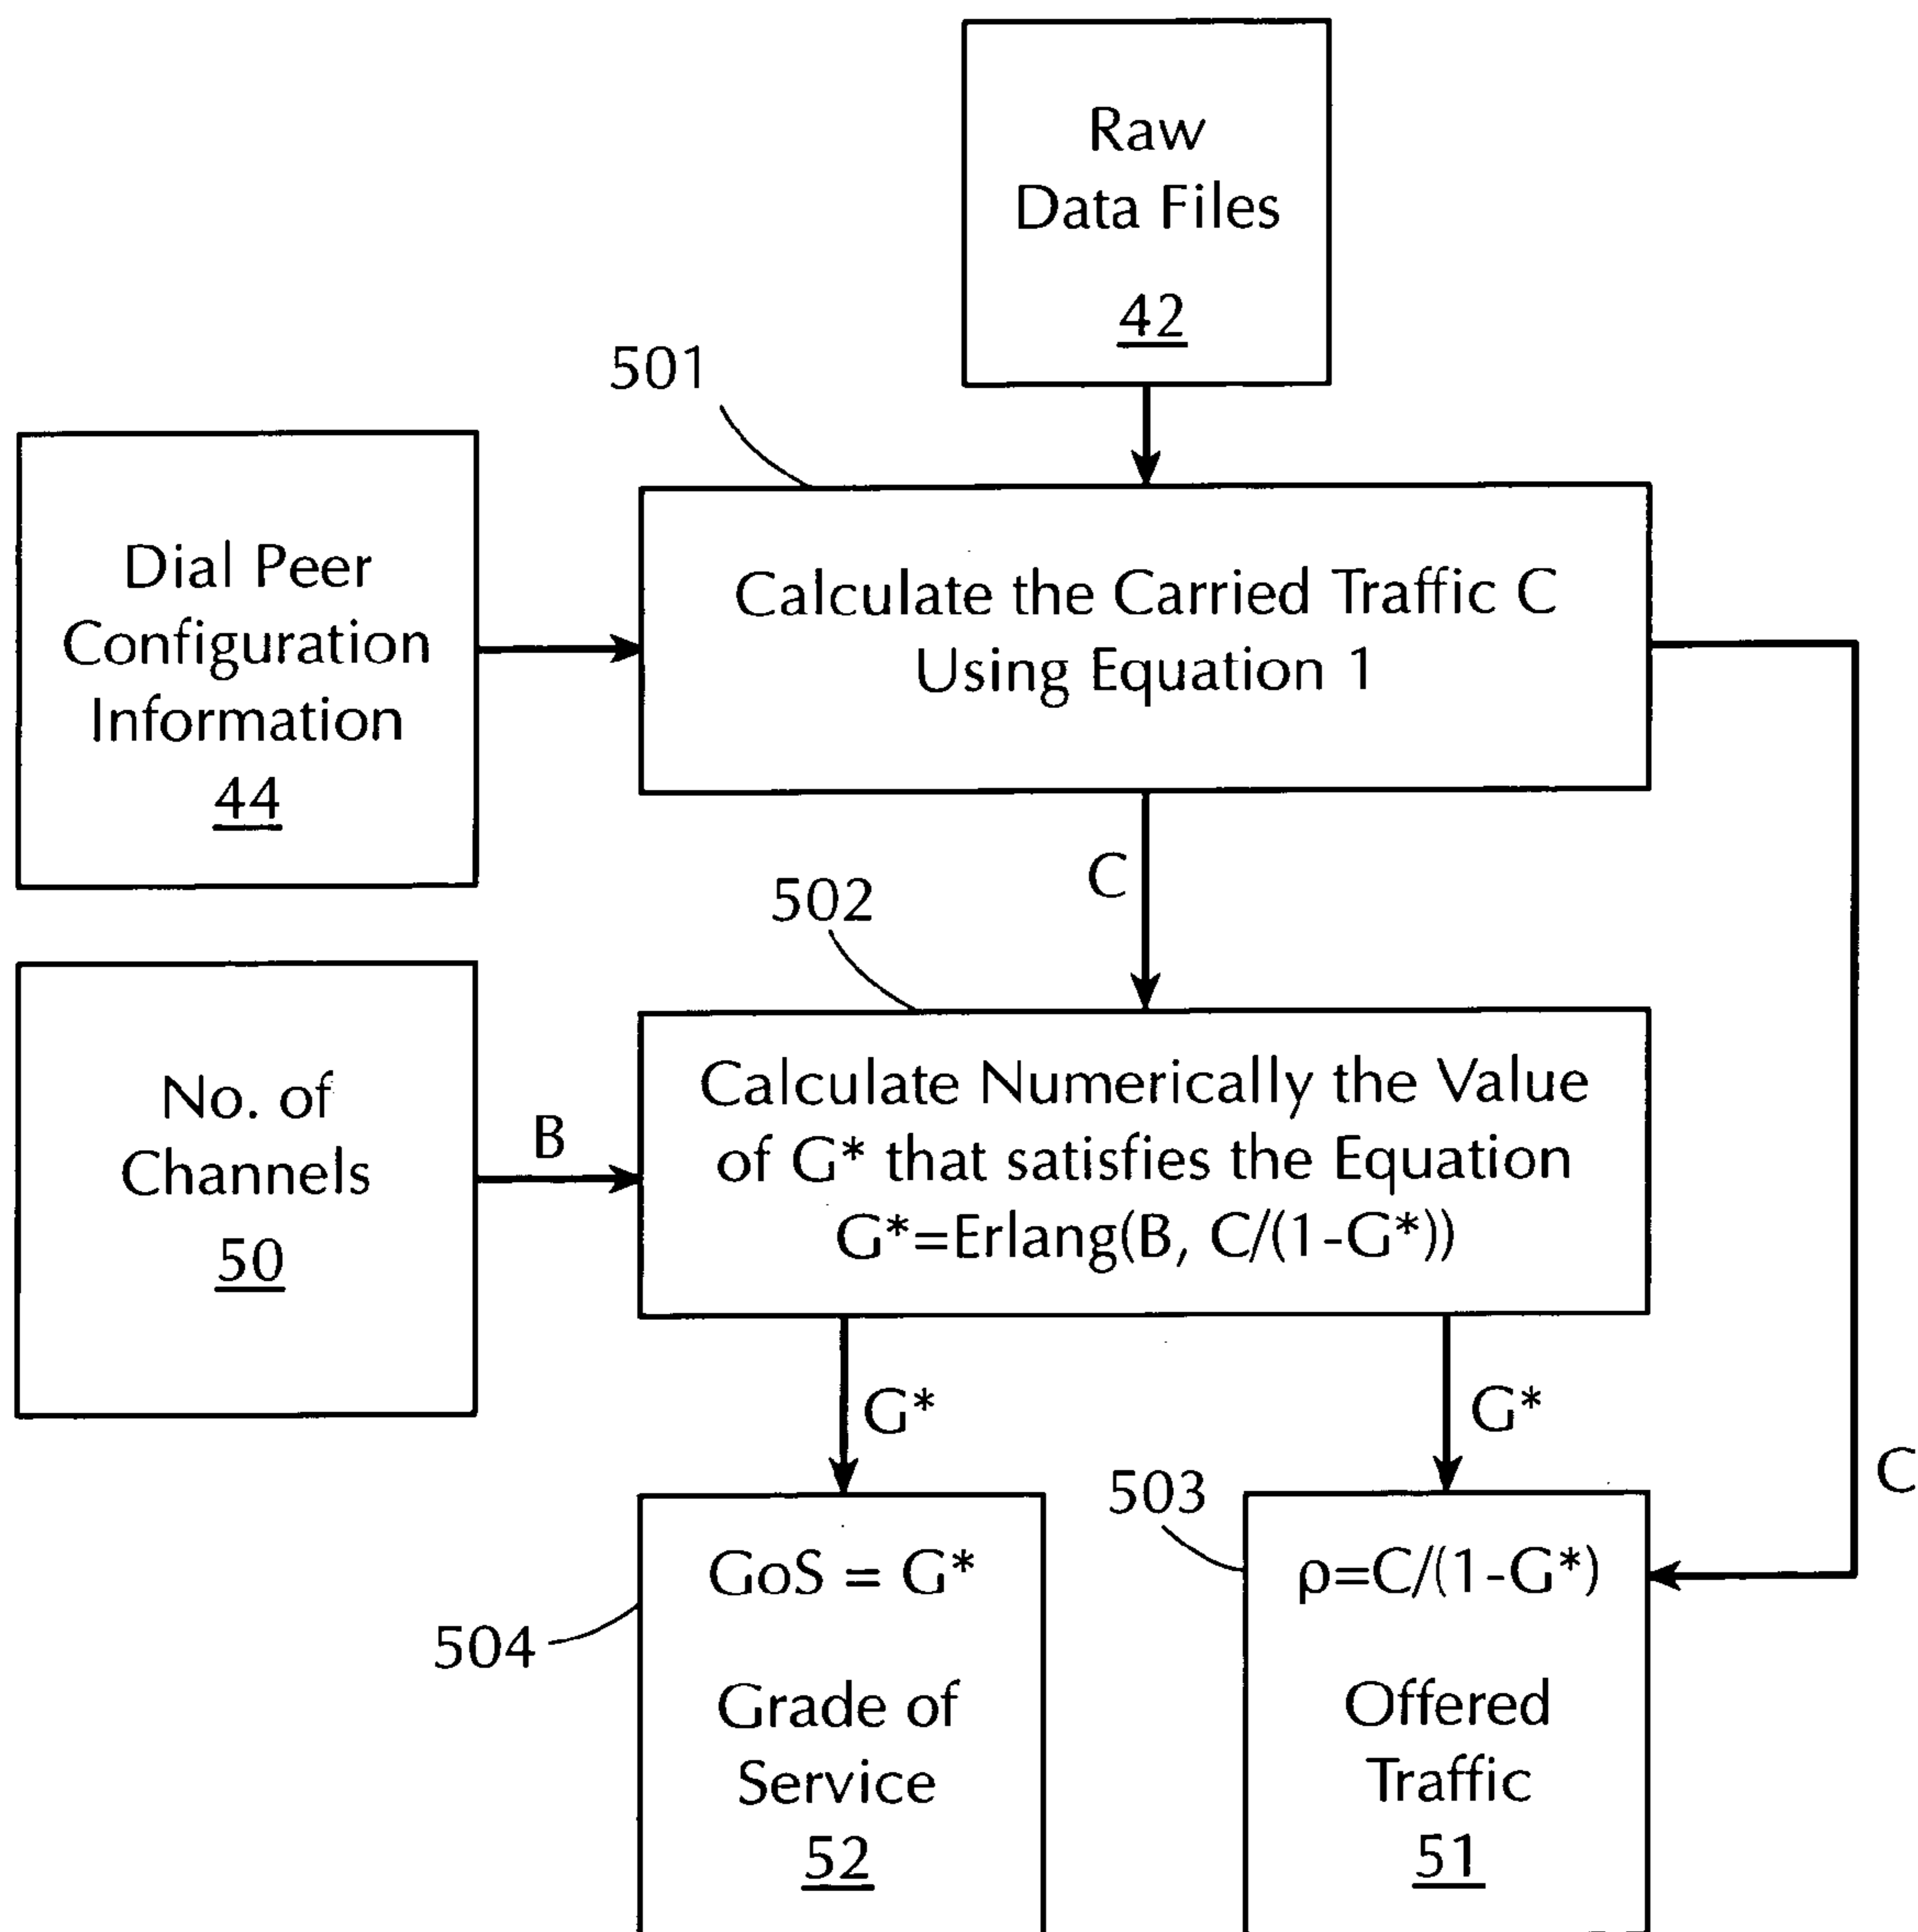 Raw
Data Files
42
501
Dial Peer
Configuration
Information
44
Calculate the Carried Traffic C
Using Equation 1
C
502
No. of
Channels
50
B
Calculate Numerically the Value
of G* that satisfies the Equation
G*=Erlang(B, C/(1-G*))
G*
G*
C
503
504
GoS = G*
Grade of
Service
52
ρ=C/(1-G*)
Offered
Traffic
51